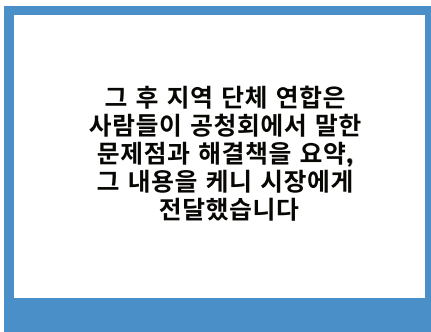 그 후 지역 단체 연합은
사람들이 공청회에서 말한
문제점과 해결책을 요약,
그 내용을 케니 시장에게
전달했습니다